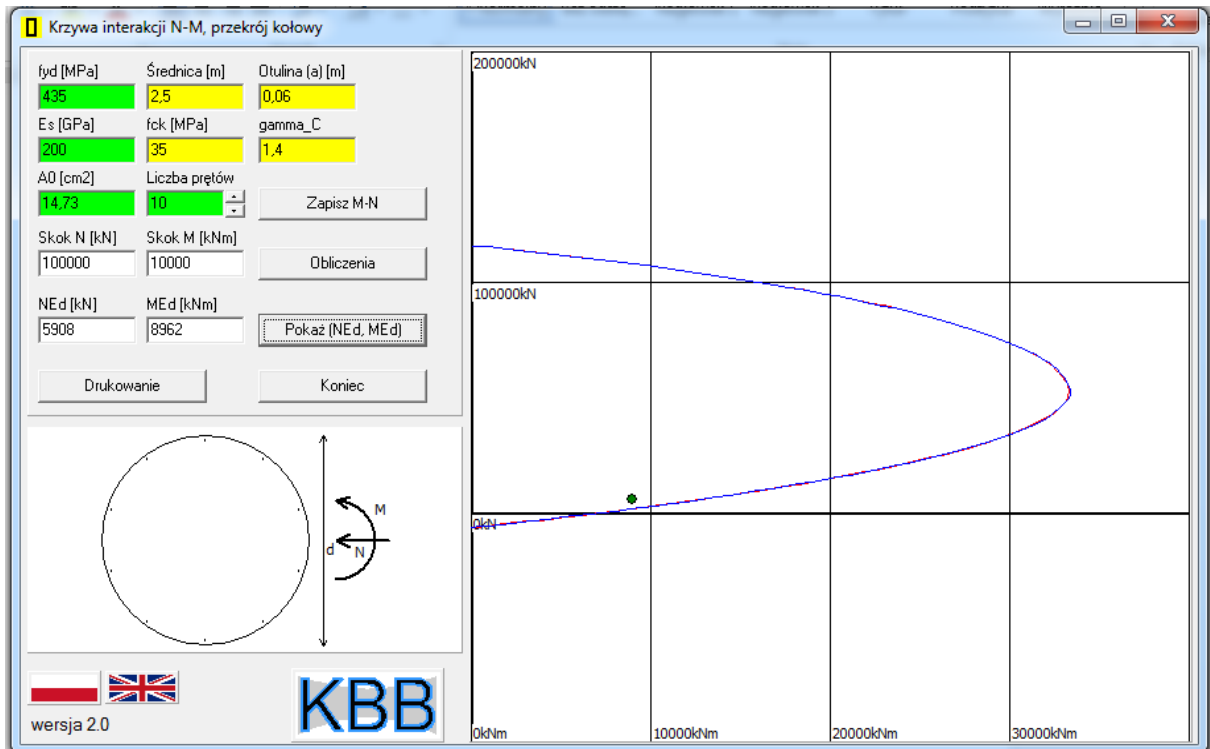 Krzywa interakcji N-M, przekrój kołowy
fyd [MPa] Średnica [m] Otulina (a) [m]
435 2,5 0,06
Es [GPa] fck [MPa] gamma_C
200 35 1,4
A0 [cm2] Liczba prętów
14,73 10 Zapisz M-N
Skok N [kN] Skok M [kNm]
100000 10000 Obliczenia
NEd [kN] MEd [kNm]
5908 8962 Pokaż (NEd, MEd)
Drukowanie Koniec
M
d N
wersja 2.0
KBB
200000kN
100000kN
0kN
0kNm 10000kNm 20000kNm 30000kNm